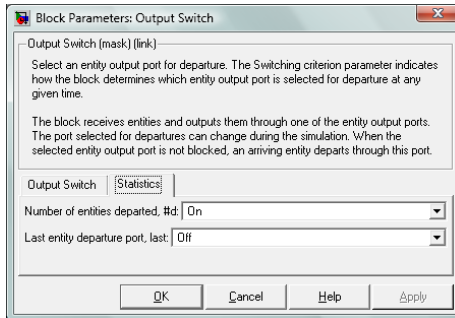 Block Parameters: Output Switch
Output Switch (mask) (link)
Select an entity output port for departure. The Switching criterion parameter indicates
how the block determines which entity output port is selected for departure at any
given time.
The block receives entities and outputs them through one of the entity output ports.
The port selected for departures can change during the simulation. When the
selected entity output port is not blocked, an arriving entity departs through this port.
Output Switch Statistics
Number of entities departed, #d: On
Last entity departure port, last: Off
OK Cancel Help Apply